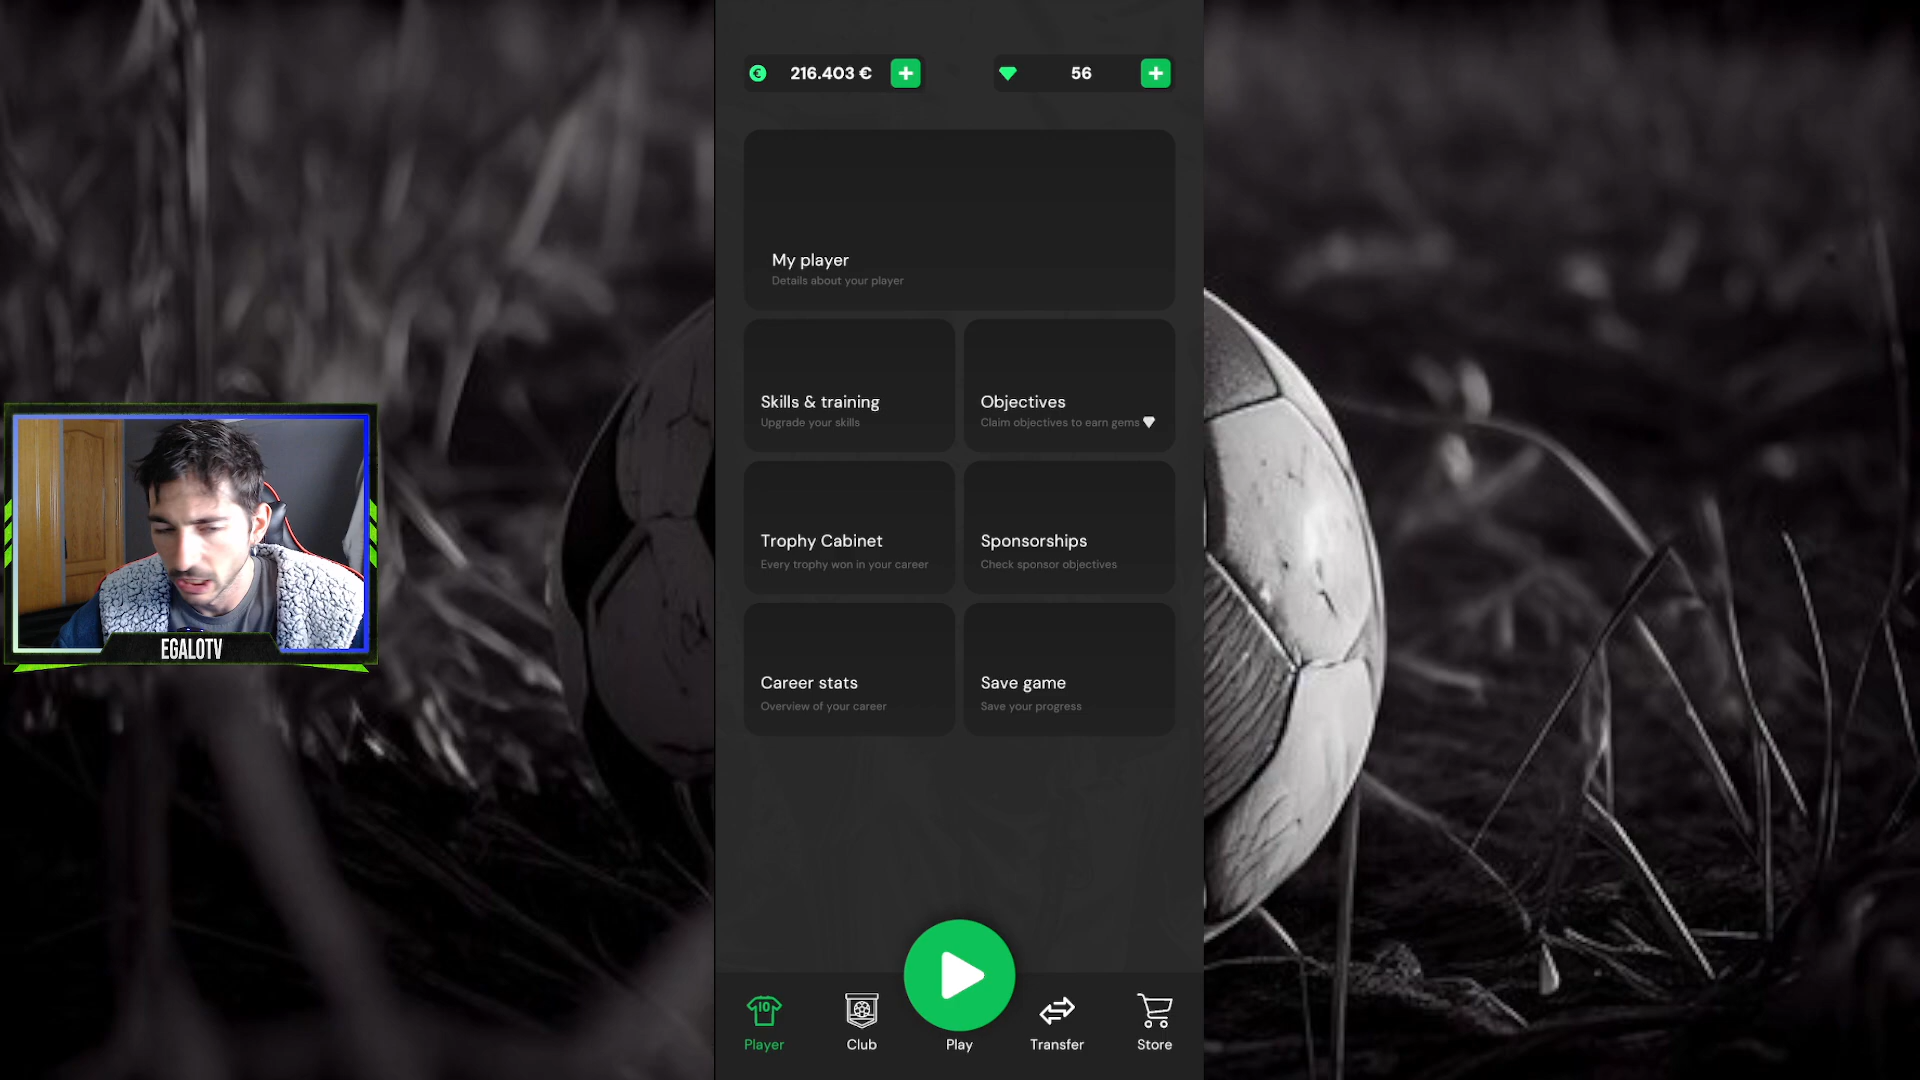 216.403 €
56
My player
Details about your player
Skills & training
Upgrade your skills
Objectives
Claim objectives to earn gems
Trophy Cabinet
Every trophy won in your career
Sponsorships
Check sponsor objectives
Career stats
Overview of your career
Save game
Save your progress
EGALOTV
10
Player
Club
Play
Transfer
Store